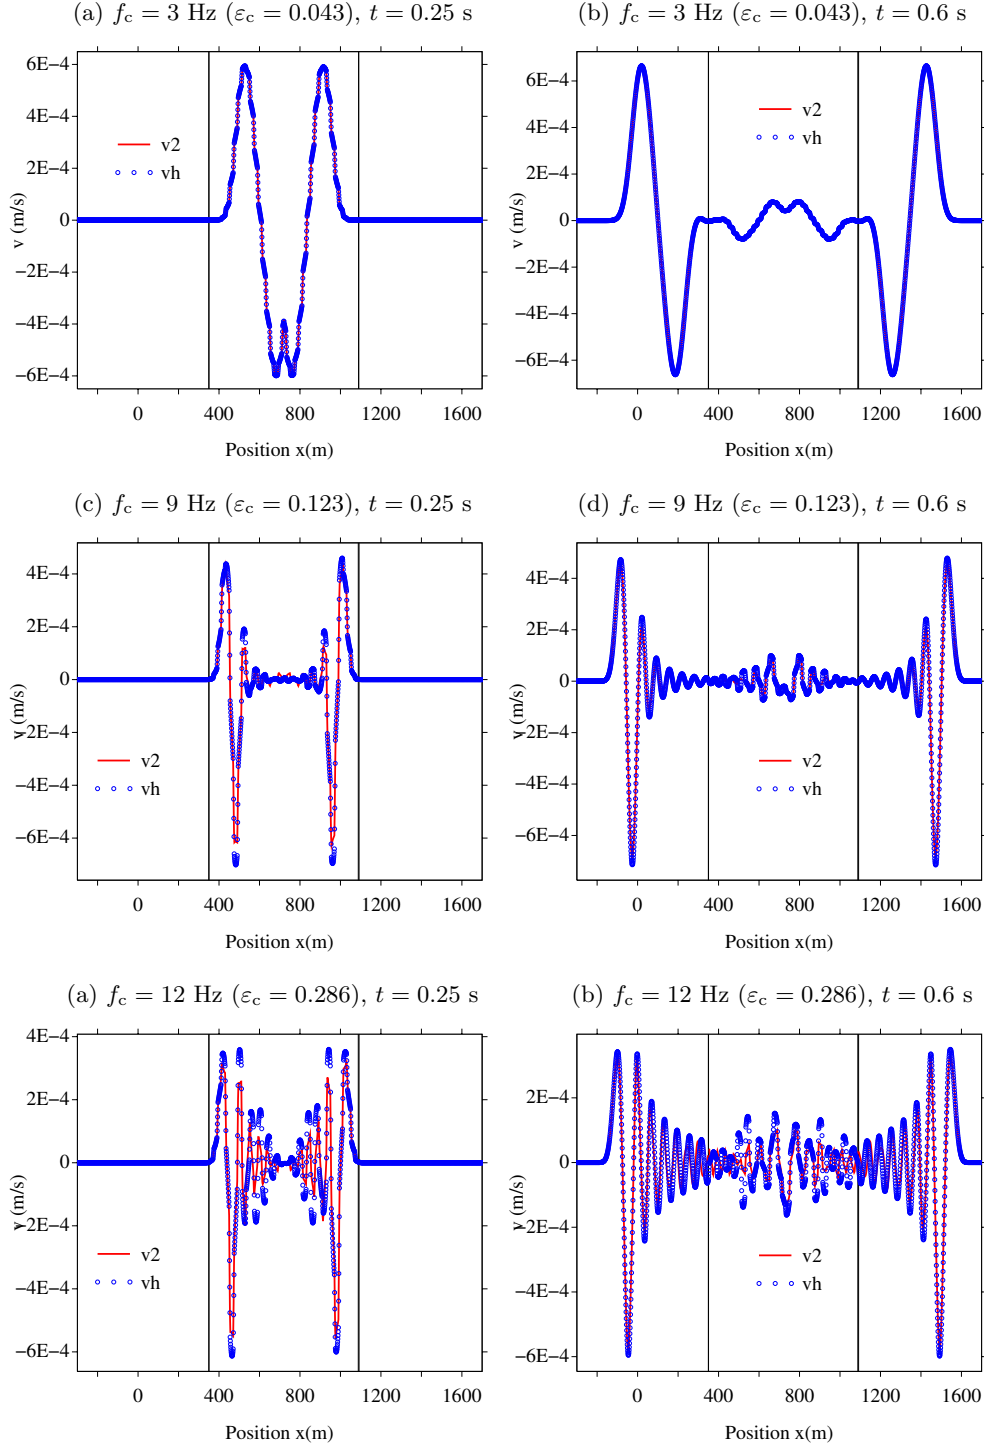 (a) f_c = 3 Hz (ε_c = 0.043), t = 0.25 s
6E−4
4E−4
2E−4
0
−2E−4
−4E−4
−6E−4
v (m/s)
v2
vh
0 400 800 1200 1600
Position x(m)
(b) f_c = 3 Hz (ε_c = 0.043), t = 0.6 s
6E−4
4E−4
2E−4
0
−2E−4
−4E−4
−6E−4
v (m/s)
v2
vh
0 400 800 1200 1600
Position x(m)
(c) f_c = 9 Hz (ε_c = 0.123), t = 0.25 s
4E−4
2E−4
0
−2E−4
−4E−4
−6E−4
v (m/s)
v2
vh
0 400 800 1200 1600
Position x(m)
(d) f_c = 9 Hz (ε_c = 0.123), t = 0.6 s
4E−4
2E−4
0
−2E−4
−4E−4
−6E−4
v (m/s)
v2
vh
0 400 800 1200 1600
Position x(m)
(a) f_c = 12 Hz (ε_c = 0.286), t = 0.25 s
4E−4
2E−4
0
−2E−4
−4E−4
−6E−4
v (m/s)
v2
vh
0 400 800 1200 1600
Position x(m)
(b) f_c = 12 Hz (ε_c = 0.286), t = 0.6 s
2E−4
0
−2E−4
−4E−4
−6E−4
v (m/s)
v2
vh
0 400 800 1200 1600
Position x(m)